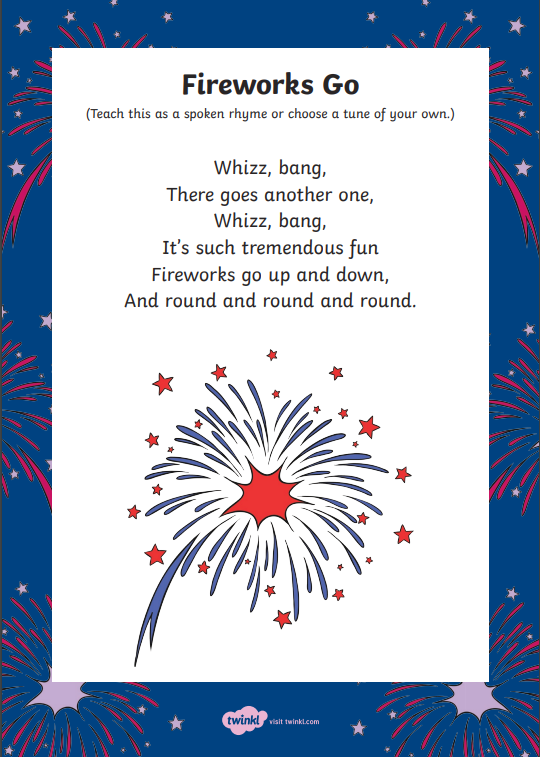 Fireworks Go
(Teach this as a spoken rhyme or choose a tune of your own.)
Whizz, bang,
There goes another one,
Whizz, bang,
It’s such tremendous fun
Fireworks go up and down,
And round and round and round.
twinkl visit twinkl.com